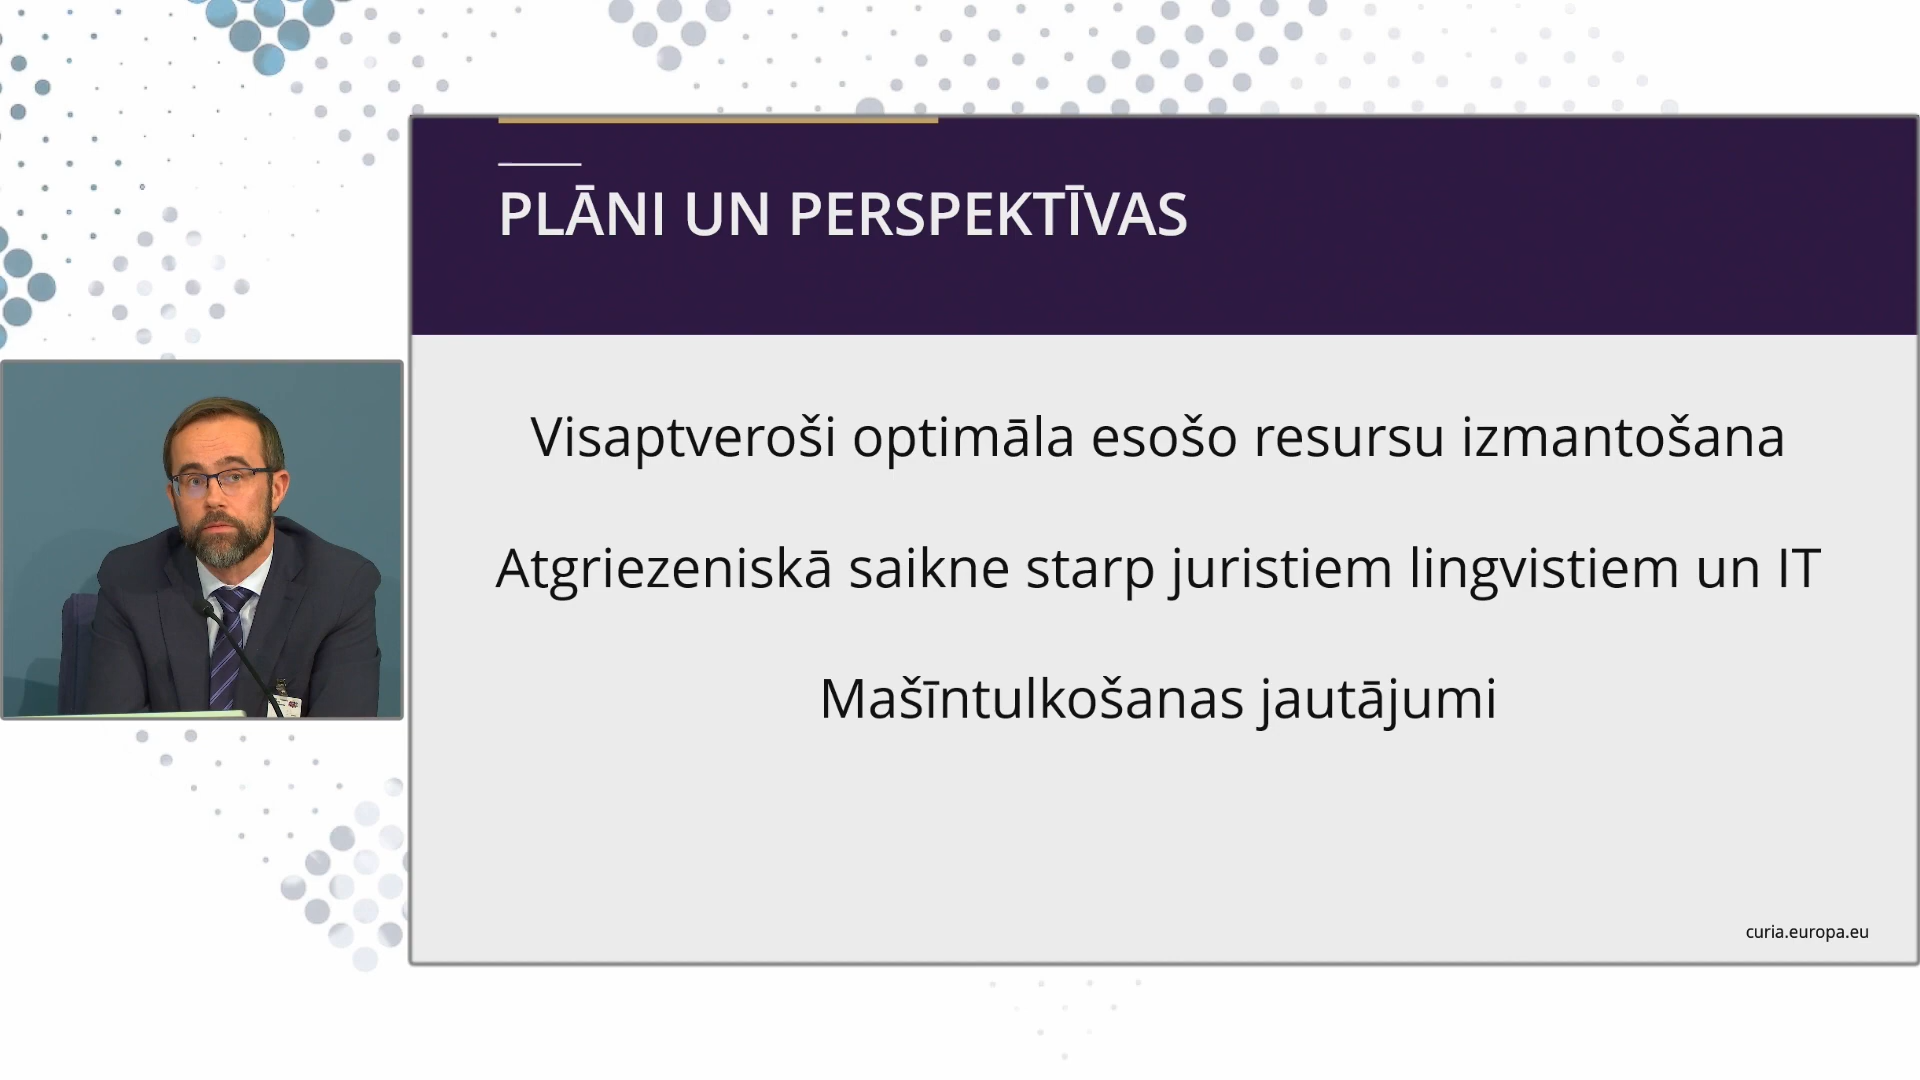 PLĀNI UN PERSPEKTĪVAS
Visaptveroši optimāla esošo resursu izmantošana
Atgriezeniskā saikne starp juristiem lingvistiem un IT
Mašīntulkošanas jautājumi
curia.europa.eu